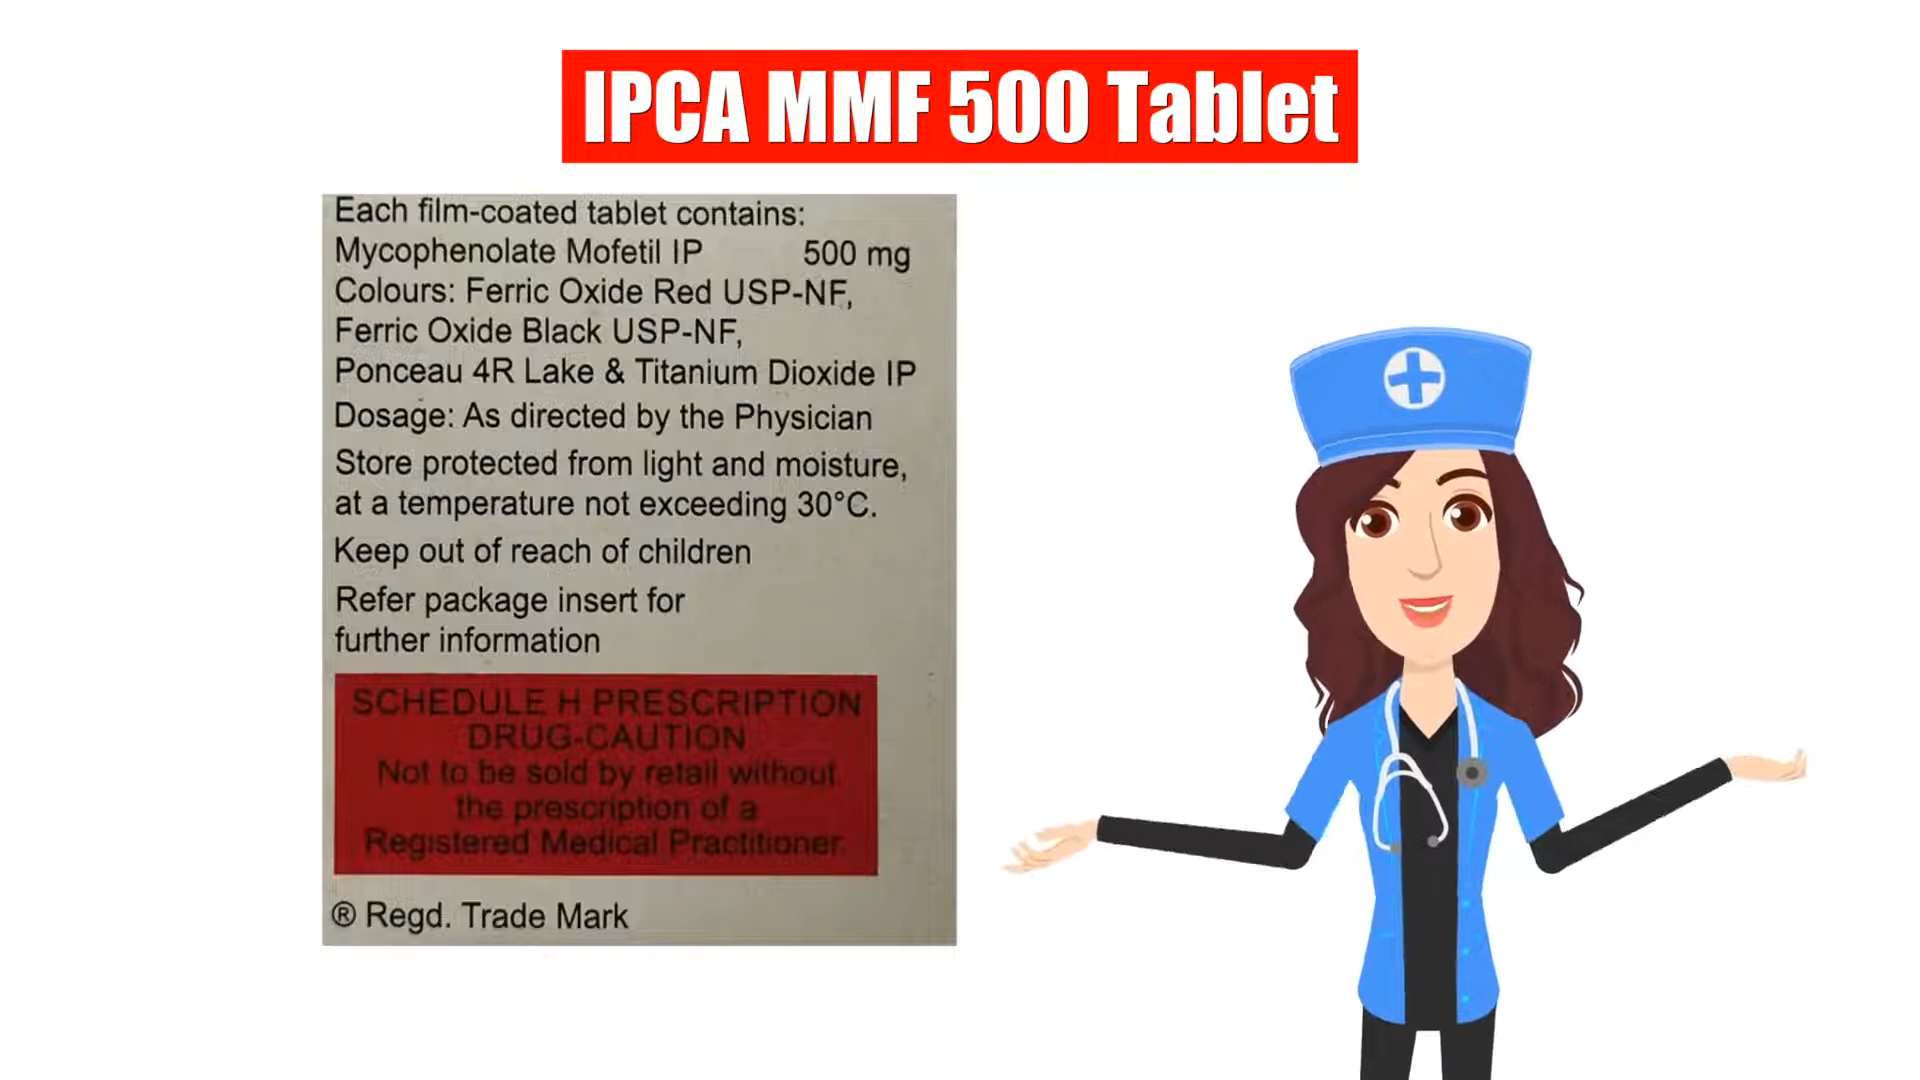 IPCA MMF 500 Tablet
Each film-coated tablet contains:
Mycophenolate Mofetil IP 500 mg
Colours: Ferric Oxide Red USP-NF,
Ferric Oxide Black USP-NF,
Ponceau 4R Lake & Titanium Dioxide IP
Dosage: As directed by the Physician
Store protected from light and moisture,
at a temperature not exceeding 30°C.
Keep out of reach of children
Refer package insert for
further information
SCHEDULE H PRESCRIPTION
DRUG-CAUTION
Not to be sold by retail without
the prescription of a
Registered Medical Practitioner.
® Regd. Trade Mark